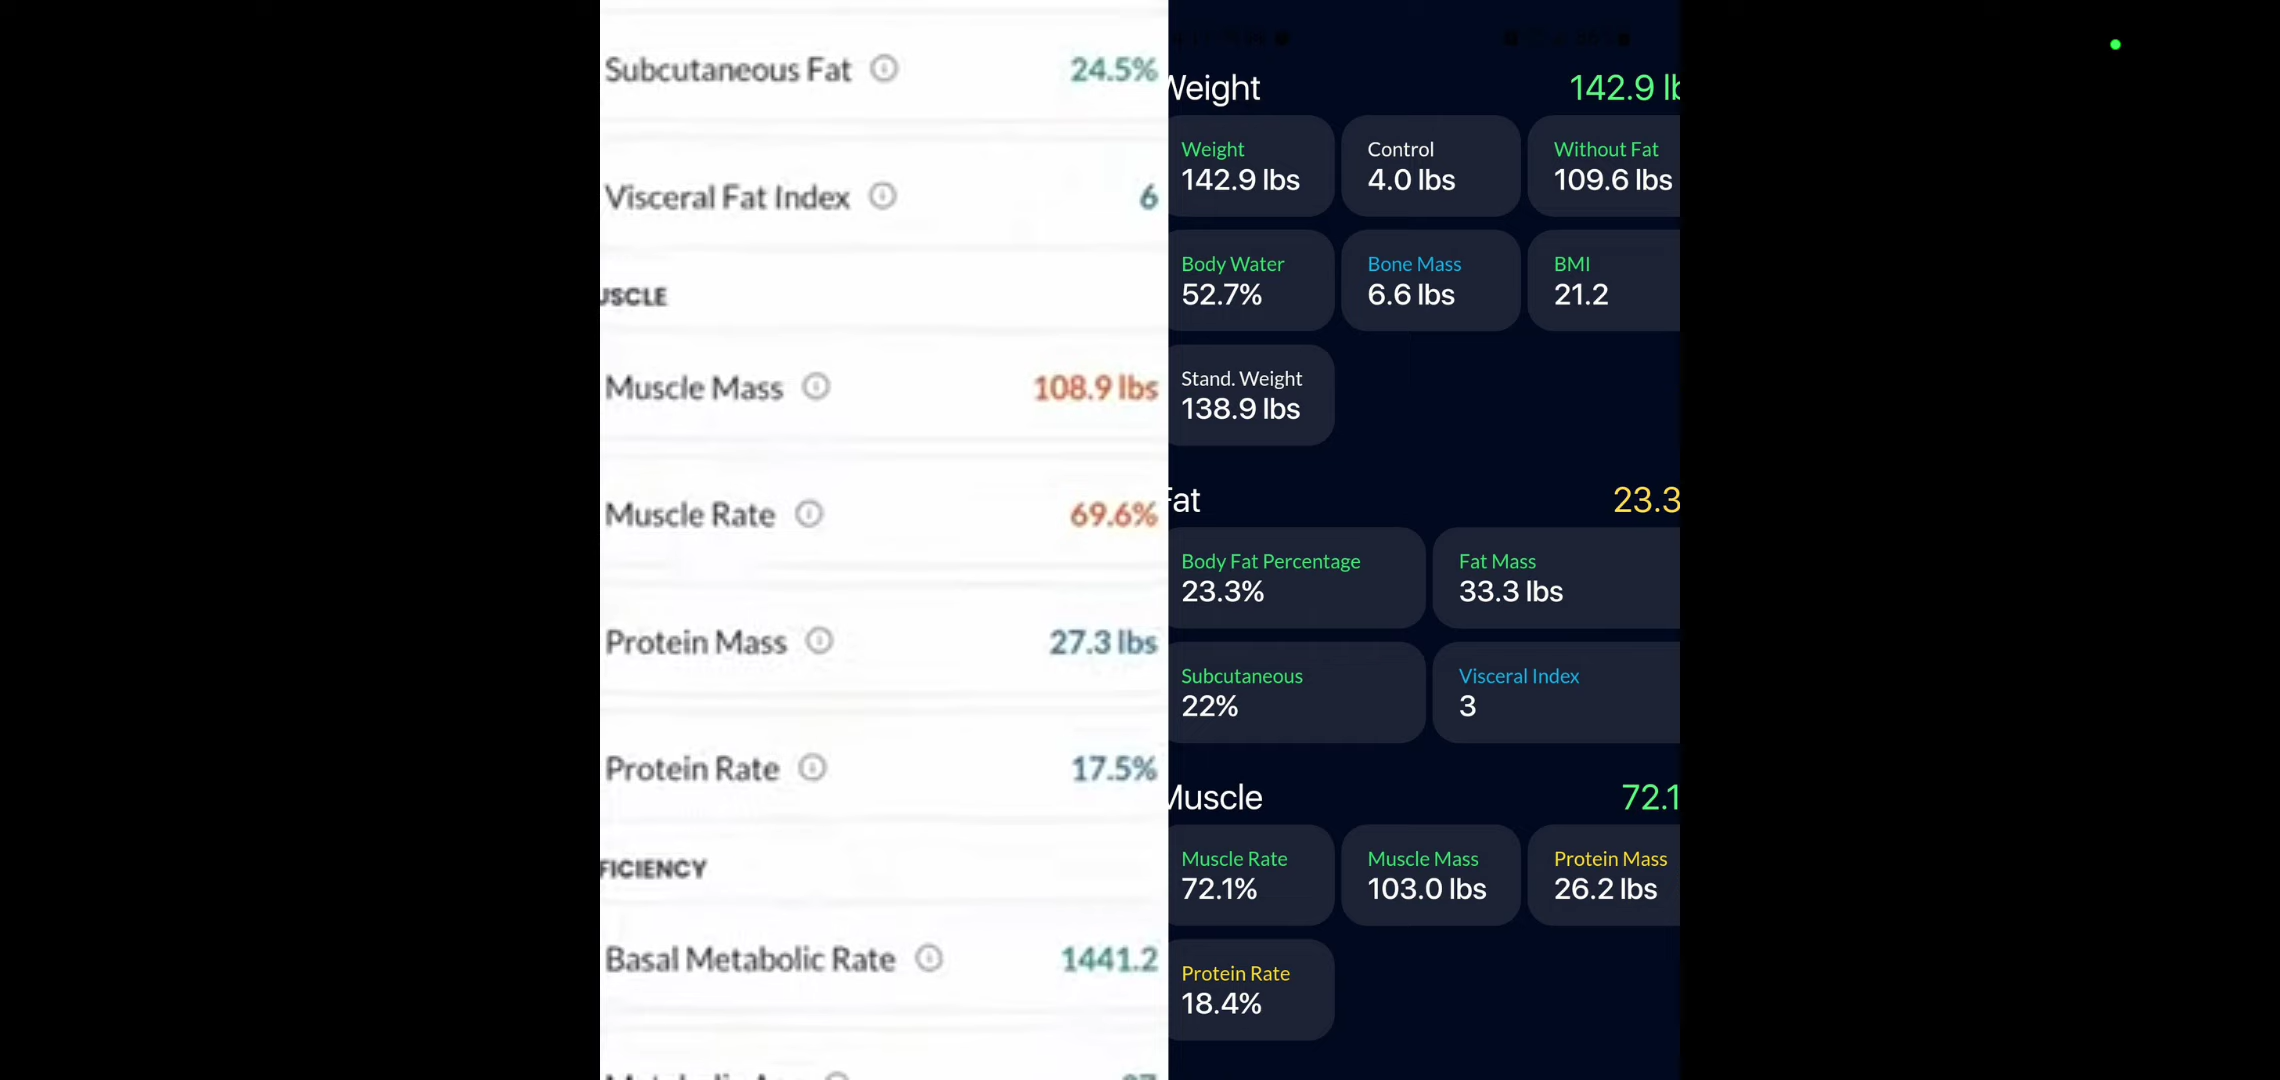 Subcutaneous Fat 24.5%
Visceral Fat Index 6
USCLE
Muscle Mass 108.9 lbs
Muscle Rate 69.6%
Protein Mass 27.3 lbs
Protein Rate 17.5%
FICIENCY
Basal Metabolic Rate 1441.2
Weight 142.9 lb
Weight
142.9 lbs
Control
4.0 lbs
Without Fat
109.6 lbs
Body Water
52.7%
Bone Mass
6.6 lbs
BMI
21.2
Stand. Weight
138.9 lbs
Fat 23.3
Body Fat Percentage
23.3%
Fat Mass
33.3 lbs
Subcutaneous
22%
Visceral Index
3
Muscle 72.1
Muscle Rate
72.1%
Muscle Mass
103.0 lbs
Protein Mass
26.2 lbs
Protein Rate
18.4%